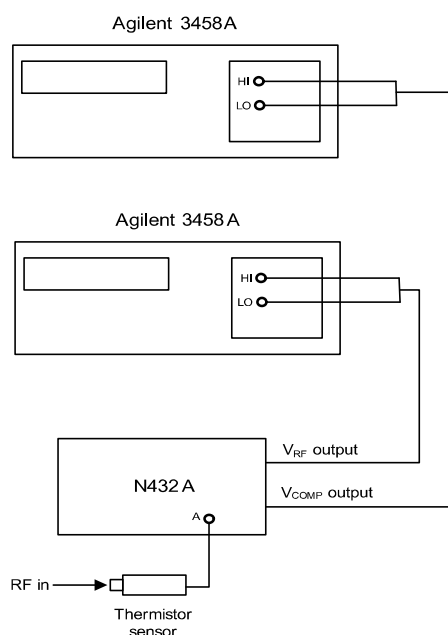 Agilent 3458A
HI
LO
Agilent 3458A
HI
LO
VRF output
N432A
VCOMP output
A
RF in
Thermistor
sensor